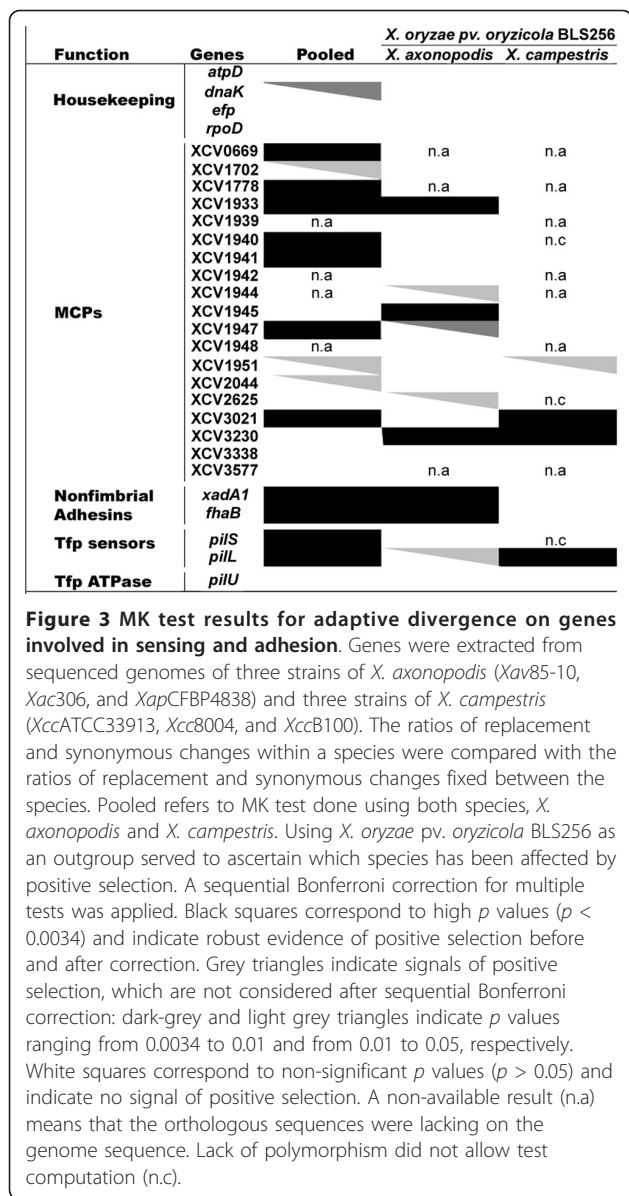 X. oryzae pv. oryzicola BLS256
Function Genes Pooled X. axonopodis X. campestris
atpD
dnaK
Housekeeping
efp
rpoD
XCV0669 n.a n.a
XCV1702
XCV1778 n.a n.a
XCV1933
XCV1939 n.a n.a
XCV1940 n.c
XCV1941
XCV1942 n.a n.a
XCV1944 n.a n.a
MCPs XCV1945
XCV1947
XCV1948 n.a n.a
XCV1951
XCV2044
XCV2625 n.c
XCV3021
XCV3230
XCV3338
XCV3577 n.a n.a
Nonfimbrial xadA1
Adhesins fhaB
Tfp sensors pilS n.c
pilL
Tfp ATPase pilU
Figure 3 MK test results for adaptive divergence on genes
involved in sensing and adhesion. Genes were extracted from
sequenced genomes of three strains of X. axonopodis (Xav85-10,
Xac306, and XapCFBP4838) and three strains of X. campestris
(XccATCC33913, Xcc8004, and XccB100). The ratios of replacement
and synonymous changes within a species were compared with the
ratios of replacement and synonymous changes fixed between the
species. Pooled refers to MK test done using both species, X.
axonopodis and X. campestris. Using X. oryzae pv. oryzicola BLS256 as
an outgroup served to ascertain which species has been affected by
positive selection. A sequential Bonferroni correction for multiple
tests was applied. Black squares correspond to high p values (p <
0.0034) and indicate robust evidence of positive selection before
and after correction. Grey triangles indicate signals of positive
selection, which are not considered after sequential Bonferroni
correction: dark-grey and light grey triangles indicate p values
ranging from 0.0034 to 0.01 and from 0.01 to 0.05, respectively.
White squares correspond to non-significant p values (p > 0.05) and
indicate no signal of positive selection. A non-available result (n.a)
means that the orthologous sequences were lacking on the
genome sequence. Lack of polymorphism did not allow test
computation (n.c).